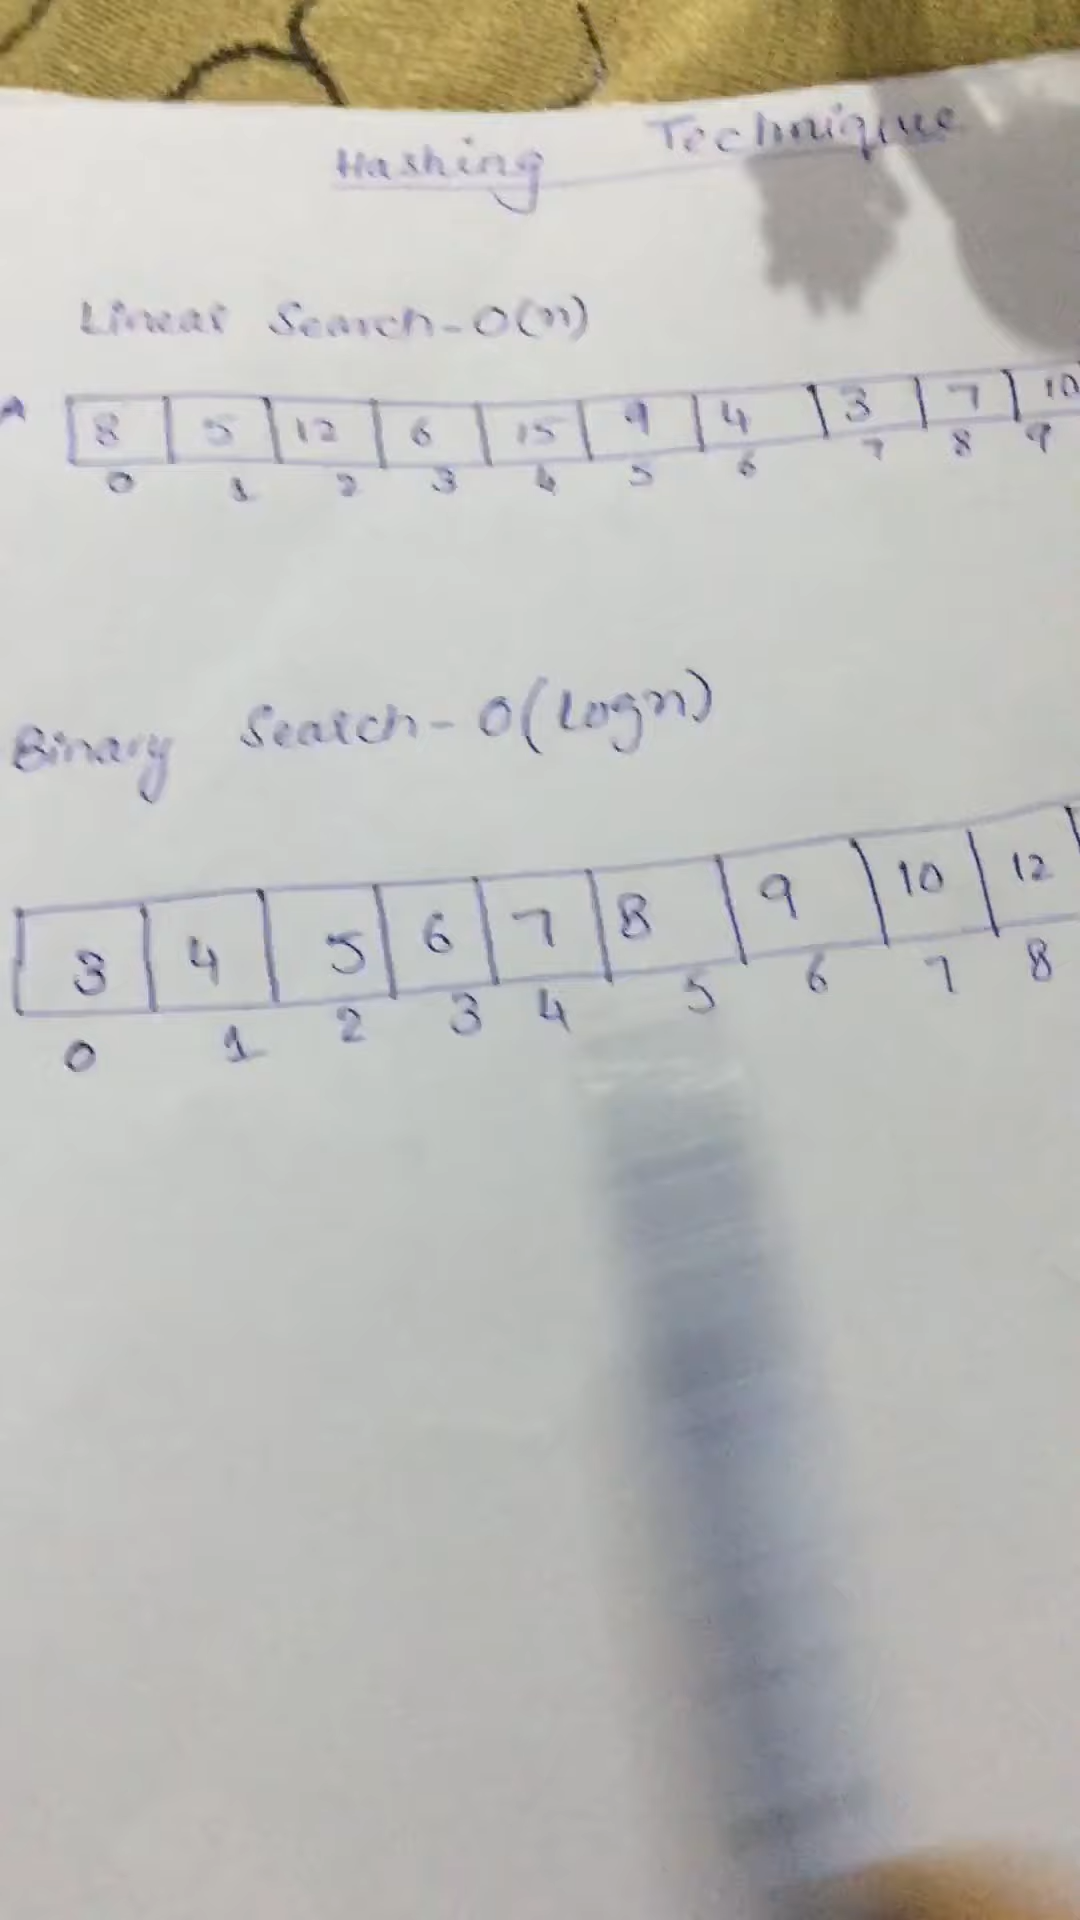 Hashing Technique
Linear Search - O(n)
A 8 5 12 6 15 9 4 3 7 10
0 1 2 3 4 5 6 7 8 9
Binary Search - O(logn)
3 4 5 6 7 8 9 10 12
0 1 2 3 4 5 6 7 8